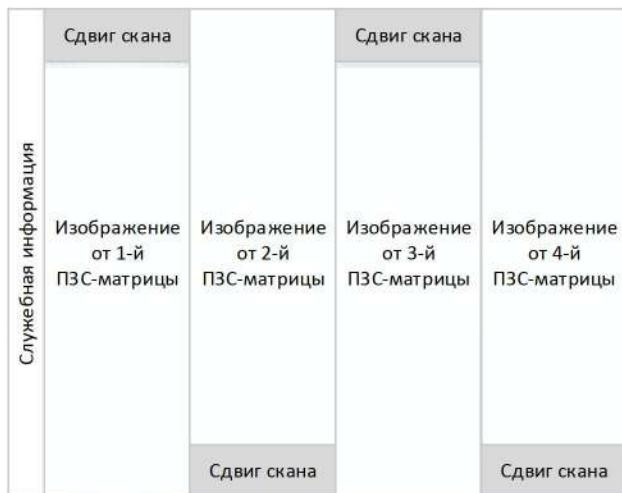 Сдвиг скана
Сдвиг скана
Служебная информация
Изображение
от 1-й
ПЗС-матрицы
Изображение
от 2-й
ПЗС-матрицы
Изображение
от 3-й
ПЗС-матрицы
Изображение
от 4-й
ПЗС-матрицы
Сдвиг скана
Сдвиг скана